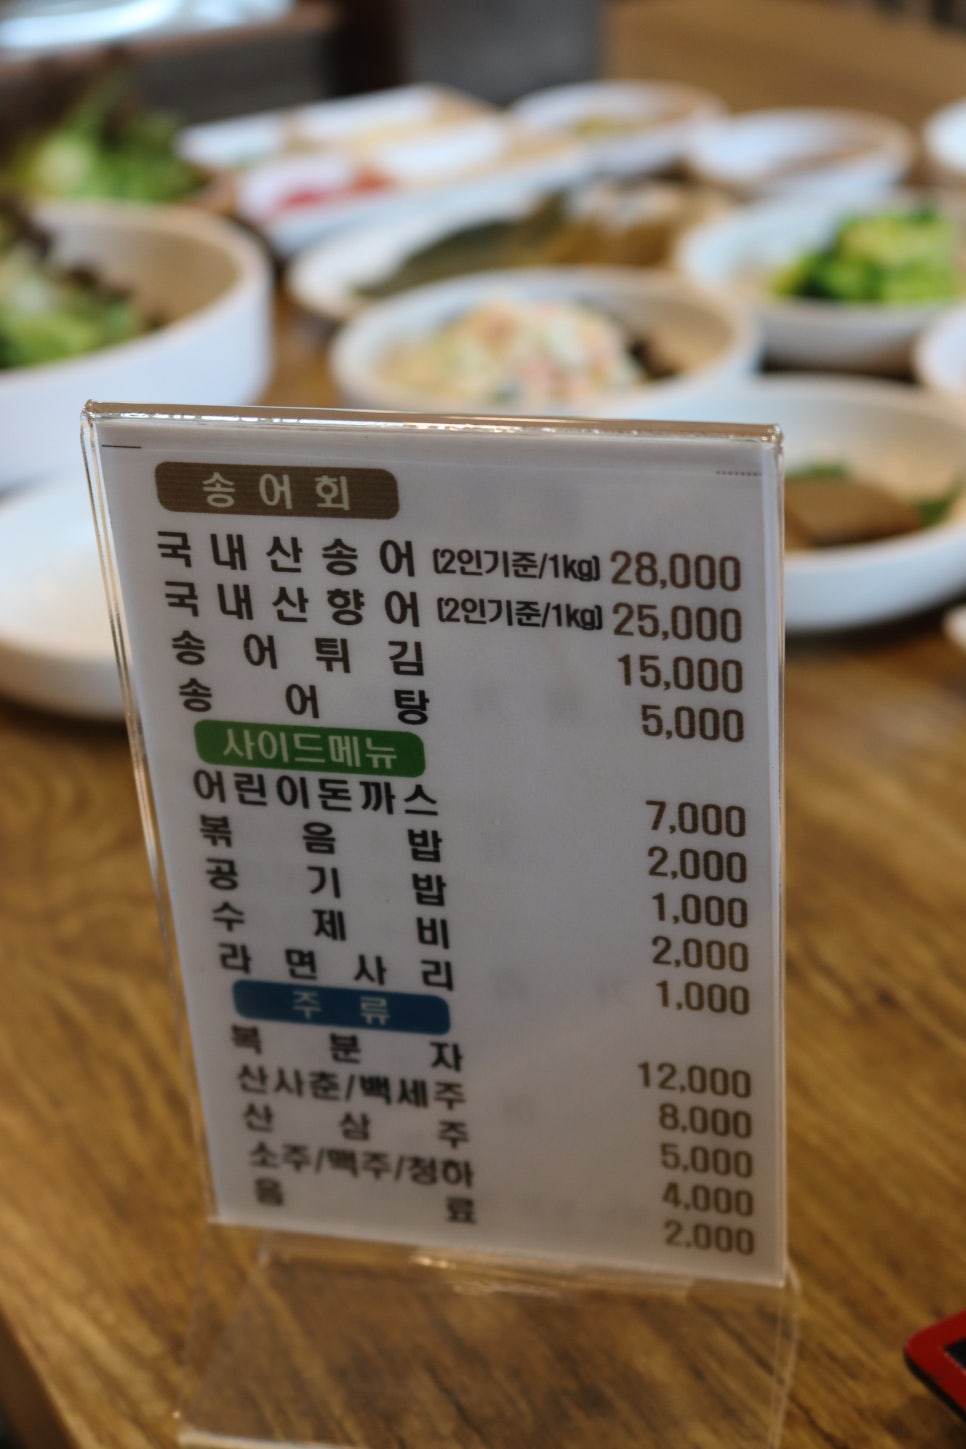 송어회
국내산송어 (2인기준/1kg) 28,000
국내산향어 (2인기준/1kg) 25,000
송어튀김 15,000
송어탕 5,000
사이드메뉴
어린이돈까스 7,000
볶음밥 2,000
공기밥 1,000
수제비 2,000
라면사리 1,000
주류
복분자 12,000
산사춘/백세주 8,000
산삼주 5,000
소주/맥주/청하 4,000
음료 2,000